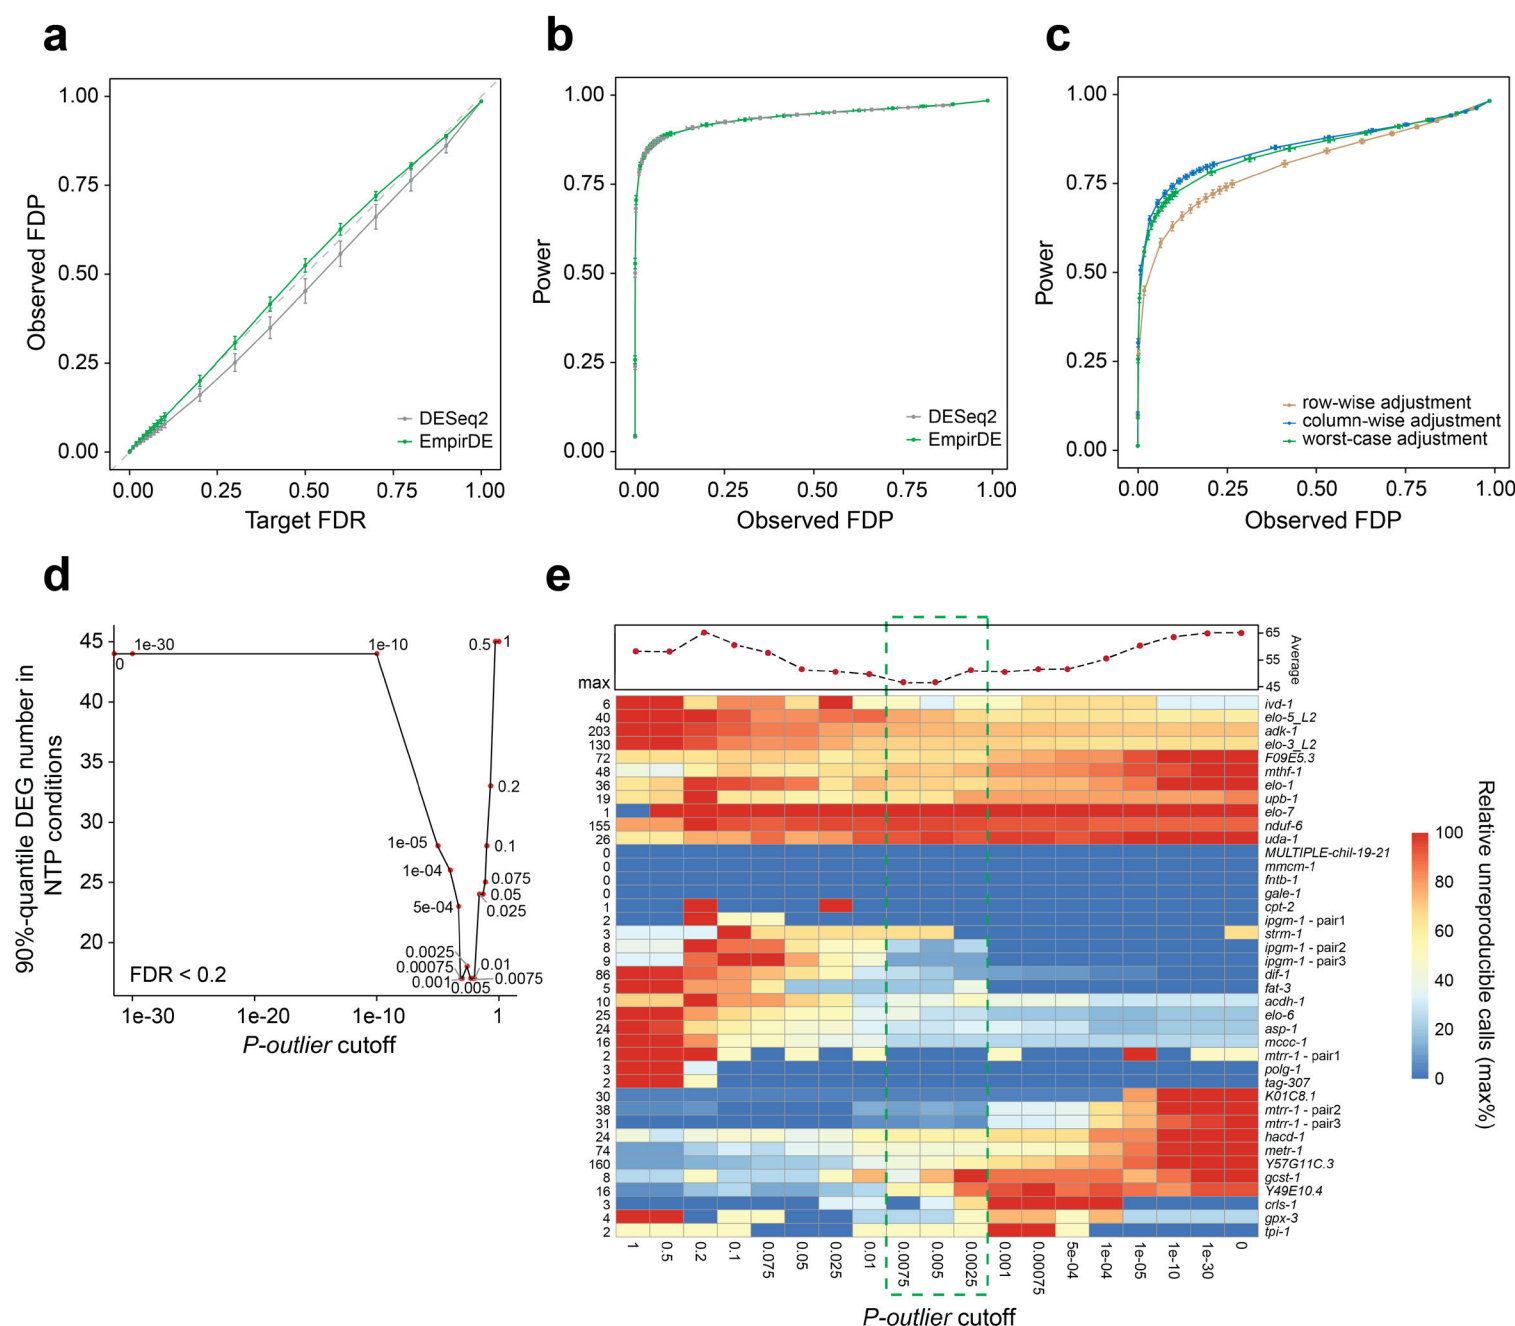 a
1.00
0.75
0.50
0.25
0.00
Observed FDP
DESeq2
EmpirDE
0.00 0.25 0.50 0.75 1.00
Target FDR
b
1.00
0.75
0.50
0.25
0.00
Power
DESeq2
EmpirDE
0.00 0.25 0.50 0.75 1.00
Observed FDP
c
1.00
0.75
0.50
0.25
0.00
Power
row-wise adjustment
column-wise adjustment
worst-case adjustment
0.00 0.25 0.50 0.75 1.00
Observed FDP
d
90%-quantile DEG number in
NTP conditions
45
40
35
30
25
20
0
1e-30
1e-10
1e-05
1e-04
5e-04
0.0025
0.00075
0.001
0.005
0.01
0.0075
0.5
1
0.2
0.1
0.075
0.05
0.025
FDR < 0.2
1e-30 1e-20 1e-10 1
P-outlier cutoff
e
65
55
45
Average
max
6 ivd-1
40 elo-5_L2
203 adk-1
130 elo-3_L2
72 F09E5.3
48 mthf-1
36 elo-1
19 upb-1
1 elo-7
155 nduf-6
26 uda-1
0 MULTIPLE-chil-19-21
0 mmcm-1
0 fntb-1
0 gale-1
1 cpt-2
2 ipgm-1 - pair1
3 strm-1
8 ipgm-1 - pair2
9 ipgm-1 - pair3
86 dif-1
5 fat-3
10 acdh-1
25 elo-6
24 asp-1
16 mccc-1
2 mtrr-1 - pair1
3 polg-1
2 tag-307
30 K01C8.1
38 mtrr-1 - pair2
31 mtrr-1 - pair3
24 hacd-1
74 metr-1
160 Y57G11C.3
8 gcst-1
16 Y49E10.4
3 crls-1
4 gpx-3
2 tpi-1
1 0.5 0.2 0.1 0.075 0.05 0.025 0.01 0.0075 0.005 0.0025 0.001 0.00075 5e-04 1e-04 1e-05 1e-10 1e-30 0
P-outlier cutoff
100
80
60
40
20
0
Relative unreproducible calls (max%)